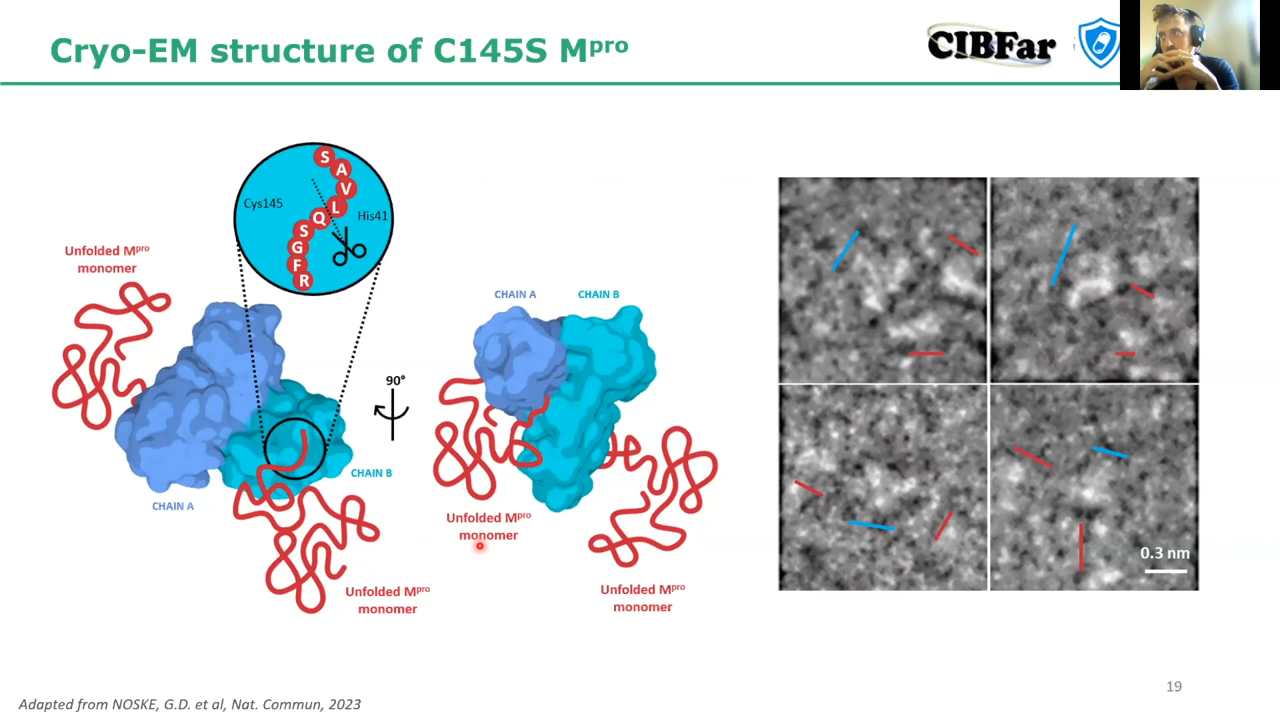 Cryo-EM structure of C145S Mᵖʳᵒ
CIBFar
S
A
V
L
Q
S
G
F
R
Cys145
His41
Unfolded Mᵖʳᵒ
monomer
CHAIN A
CHAIN B
Unfolded Mᵖʳᵒ
monomer
90°
CHAIN A
CHAIN B
Unfolded Mᵖʳᵒ
monomer
Unfolded Mᵖʳᵒ
monomer
0.3 nm
Adapted from NOSKE, G.D. et al, Nat. Commun, 2023
19